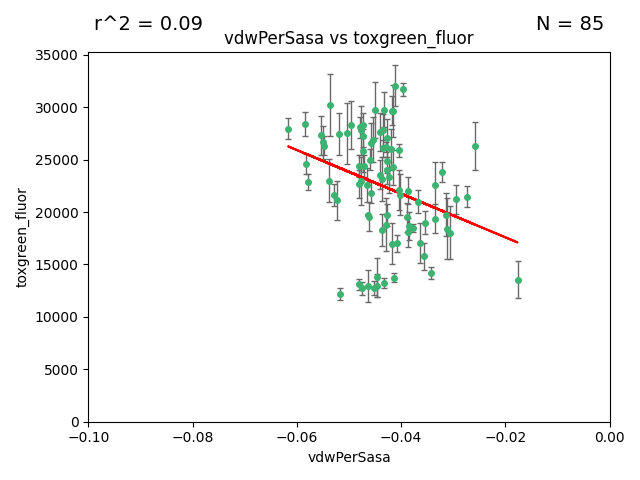 r^2 = 0.09
N = 85
vdwPerSasa vs toxgreen_fluor
35000
30000
25000
20000
15000
10000
5000
0
toxgreen_fluor
−0.10
−0.08
−0.06
−0.04
−0.02
0.00
vdwPerSasa